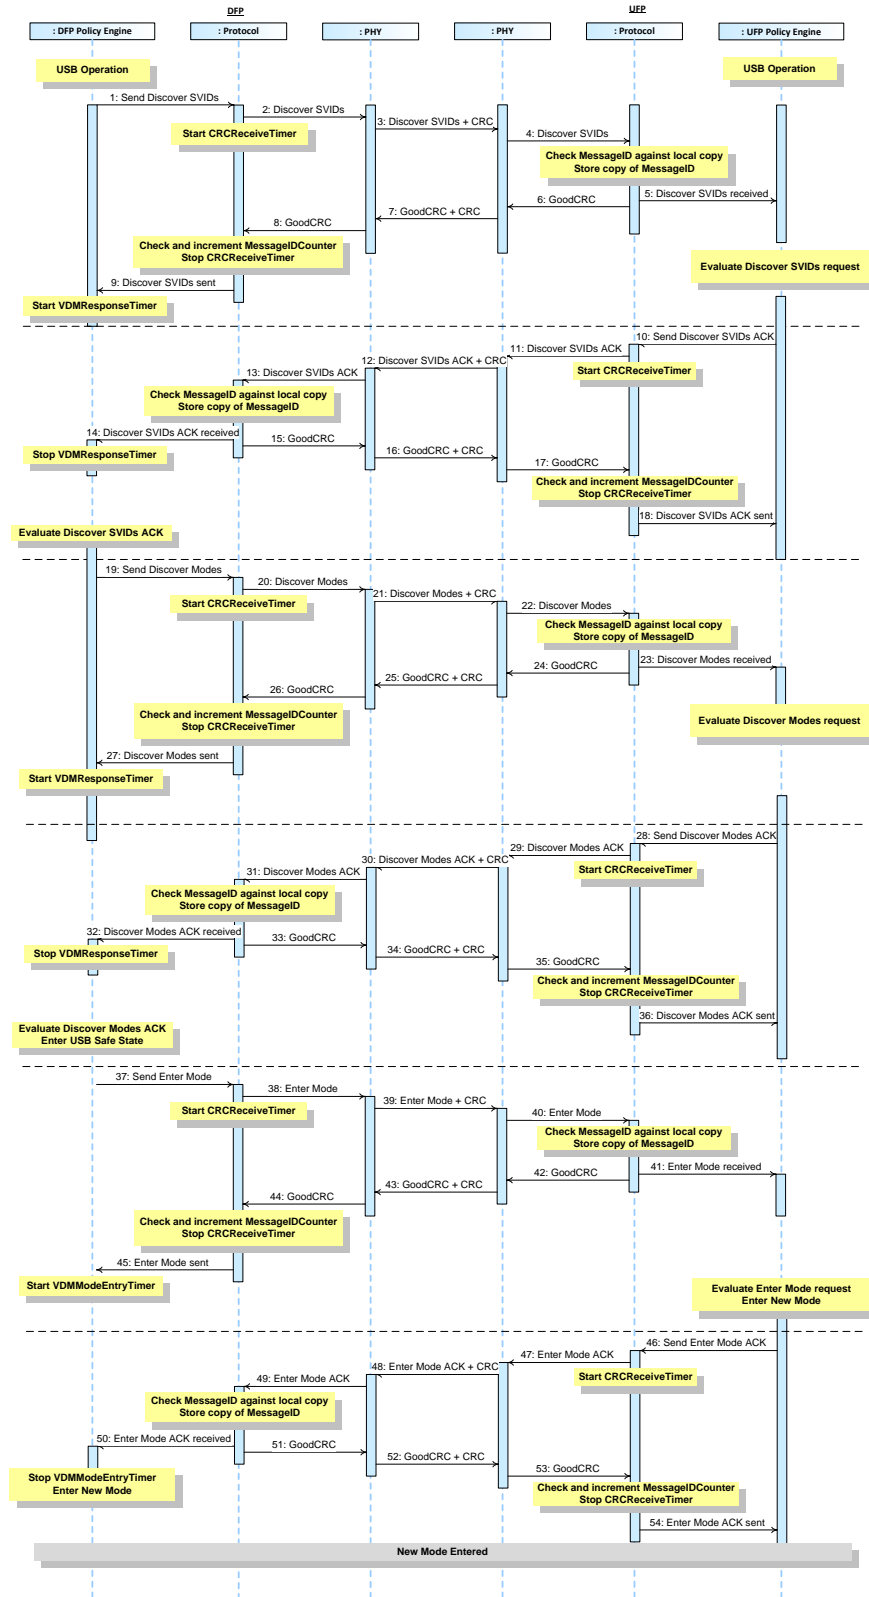 DFP
UFP
: DFP Policy Engine
: Protocol
: PHY
: PHY
: Protocol
: UFP Policy Engine
USB Operation
USB Operation
1: Send Discover SVIDs
2: Discover SVIDs
Start CRCReceiveTimer
3: Discover SVIDs + CRC
4: Discover SVIDs
Check MessageID against local copy
Store copy of MessageID
5: Discover SVIDs received
6: GoodCRC
7: GoodCRC + CRC
8: GoodCRC
Check and increment MessageIDCounter
Stop CRCReceiveTimer
Evaluate Discover SVIDs request
9: Discover SVIDs sent
Start VDMResponseTimer
10: Send Discover SVIDs ACK
11: Discover SVIDs ACK
Start CRCReceiveTimer
12: Discover SVIDs ACK + CRC
13: Discover SVIDs ACK
Check MessageID against local copy
Store copy of MessageID
14: Discover SVIDs ACK received
15: GoodCRC
Stop VDMResponseTimer
16: GoodCRC + CRC
17: GoodCRC
Check and increment MessageIDCounter
Stop CRCReceiveTimer
18: Discover SVIDs ACK sent
Evaluate Discover SVIDs ACK
19: Send Discover Modes
20: Discover Modes
Start CRCReceiveTimer
21: Discover Modes + CRC
22: Discover Modes
Check MessageID against local copy
Store copy of MessageID
23: Discover Modes received
24: GoodCRC
25: GoodCRC + CRC
26: GoodCRC
Check and increment MessageIDCounter
Stop CRCReceiveTimer
Evaluate Discover Modes request
27: Discover Modes sent
Start VDMResponseTimer
28: Send Discover Modes ACK
29: Discover Modes ACK
Start CRCReceiveTimer
30: Discover Modes ACK + CRC
31: Discover Modes ACK
Check MessageID against local copy
Store copy of MessageID
32: Discover Modes ACK received
33: GoodCRC
Stop VDMResponseTimer
34: GoodCRC + CRC
35: GoodCRC
Check and increment MessageIDCounter
Stop CRCReceiveTimer
36: Discover Modes ACK sent
Evaluate Discover Modes ACK
Enter USB Safe State
37: Send Enter Mode
38: Enter Mode
Start CRCReceiveTimer
39: Enter Mode + CRC
40: Enter Mode
Check MessageID against local copy
Store copy of MessageID
41: Enter Mode received
42: GoodCRC
43: GoodCRC + CRC
44: GoodCRC
Check and increment MessageIDCounter
Stop CRCReceiveTimer
45: Enter Mode sent
Start VDMModeEntryTimer
Evaluate Enter Mode request
Enter New Mode
46: Send Enter Mode ACK
47: Enter Mode ACK
Start CRCReceiveTimer
48: Enter Mode ACK + CRC
49: Enter Mode ACK
Check MessageID against local copy
Store copy of MessageID
50: Enter Mode ACK received
51: GoodCRC
52: GoodCRC + CRC
53: GoodCRC
Stop VDMModeEntryTimer
Enter New Mode
Check and increment MessageIDCounter
Stop CRCReceiveTimer
54: Enter Mode ACK sent
New Mode Entered